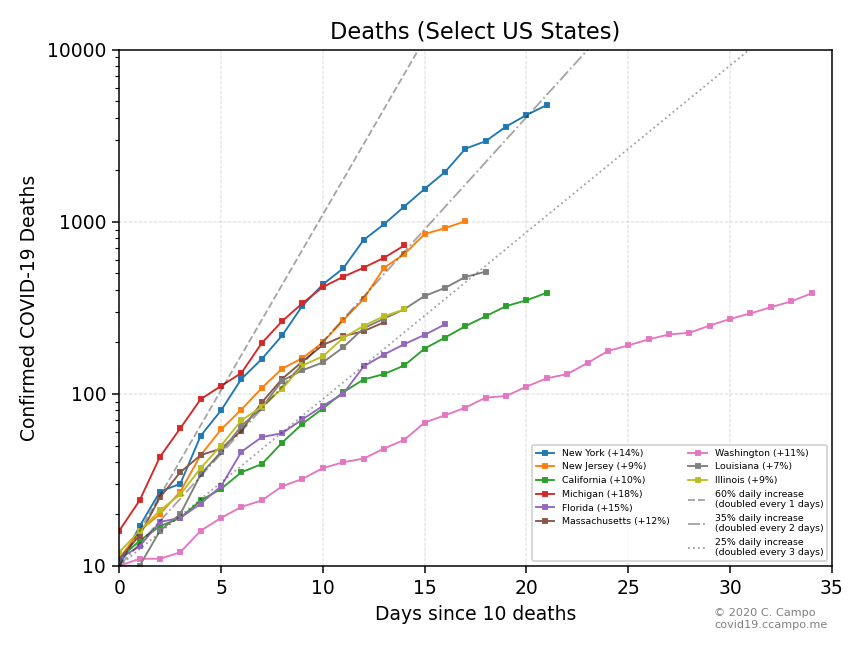 Deaths (Select US States)
Confirmed COVID-19 Deaths
10000
1000
100
10
0 5 10 15 20 25 30 35
Days since 10 deaths
New York (+14%)
New Jersey (+9%)
California (+10%)
Michigan (+18%)
Florida (+15%)
Massachusetts (+12%)
Washington (+11%)
Louisiana (+7%)
Illinois (+9%)
60% daily increase
(doubled every 1 days)
35% daily increase
(doubled every 2 days)
25% daily increase
(doubled every 3 days)
© 2020 C. Campo
covid19.ccampo.me